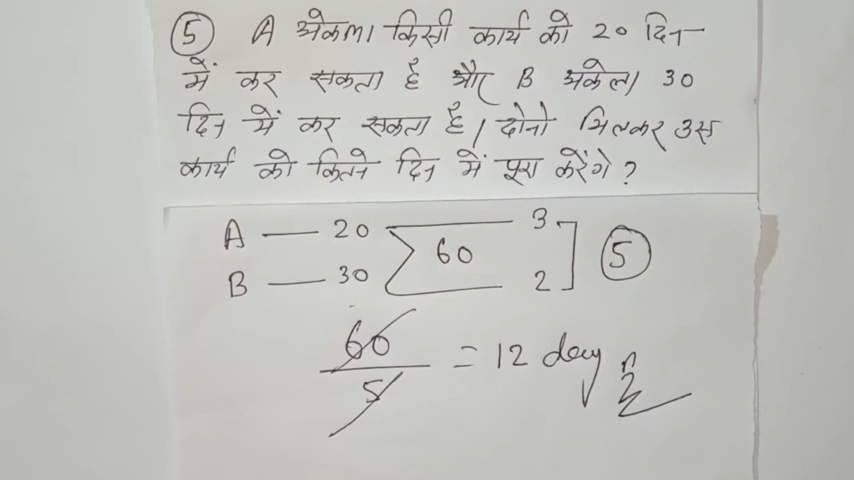 5 A अकेला किसी कार्य को 20 दिन
में कर सकता है और B अकेला 30
दिन में कर सकता है। दोनो मिलकर उस
कार्य को कितने दिन में पूरा करेंगे ?
A — 20 60 3 5
B — 30 2
60
5
= 12 day